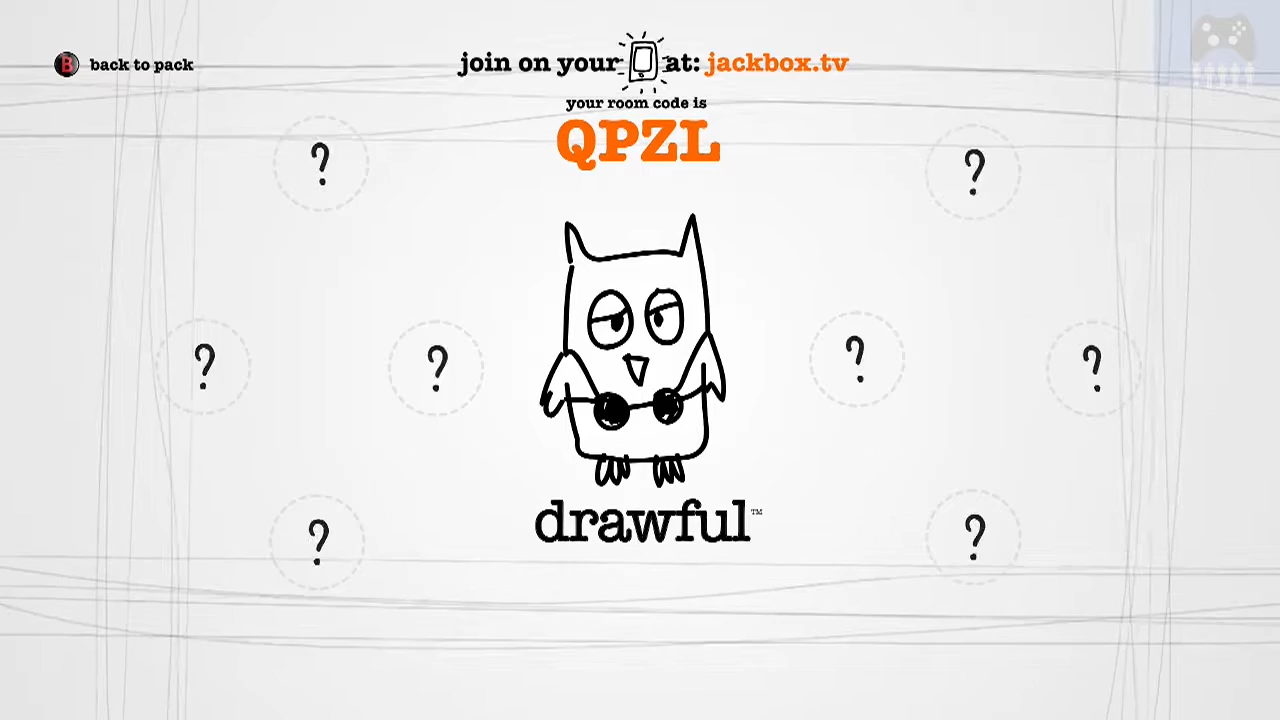 B back to pack
join on your at: jackbox.tv
your room code is
QPZL
?
?
?
?
?
?
?
?
drawful™